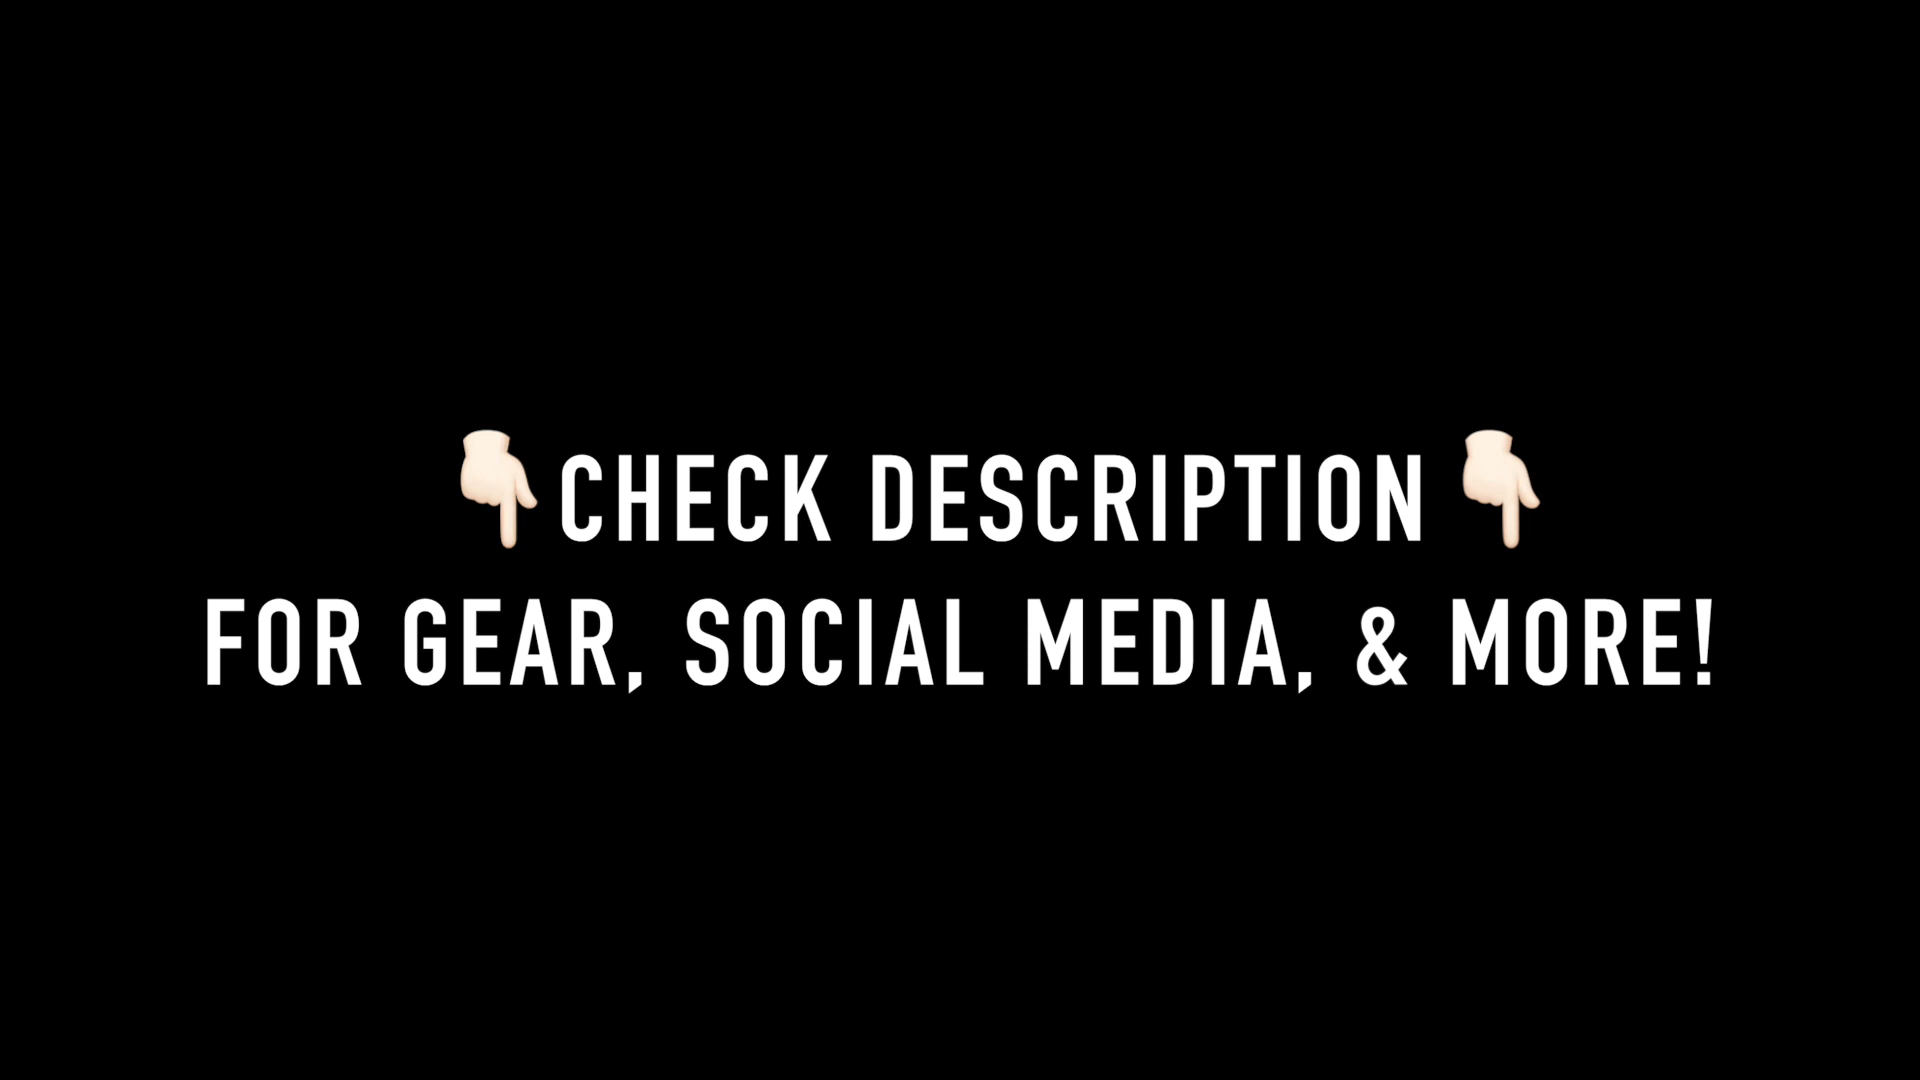 👇🏻CHECK DESCRIPTION👇🏻
FOR GEAR, SOCIAL MEDIA, & MORE!